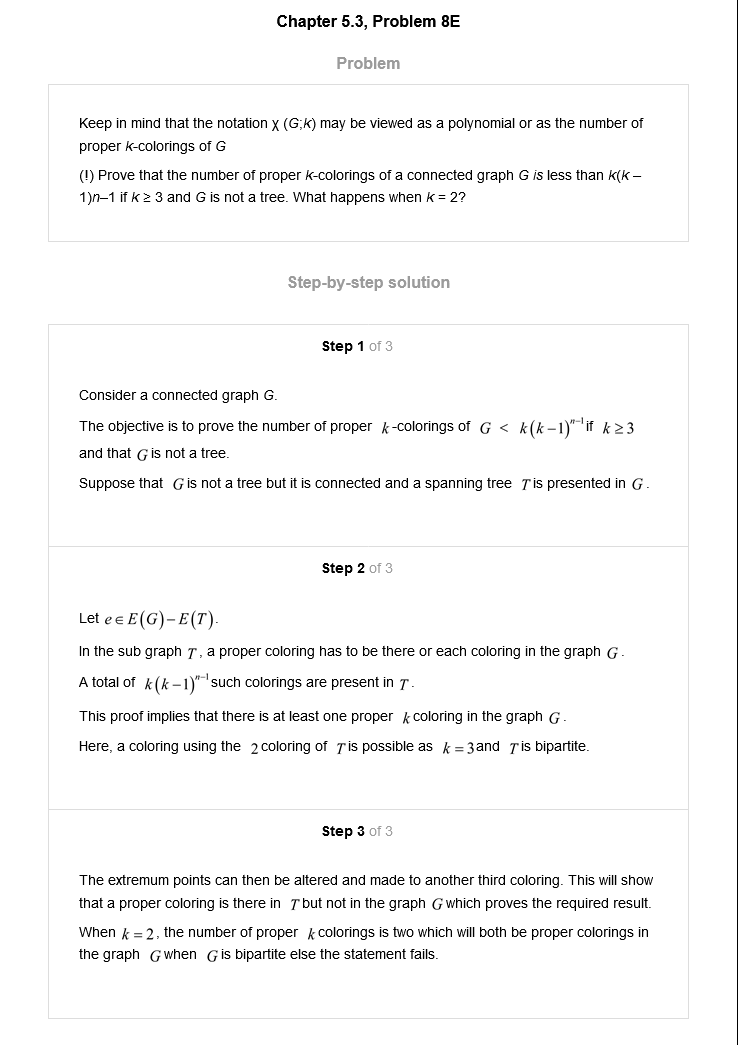 Chapter 5.3, Problem 8E
Problem
Keep in mind that the notation χ (G;k) may be viewed as a polynomial or as the number of
proper k-colorings of G
(!) Prove that the number of proper k-colorings of a connected graph G is less than k(k –
1)n–1 if k ≥ 3 and G is not a tree. What happens when k = 2?
Step-by-step solution
Step 1 of 3
Consider a connected graph G.
The objective is to prove the number of proper k-colorings of G < k(k−1)^{n−1} if k ≥ 3
and that G is not a tree.
Suppose that G is not a tree but it is connected and a spanning tree T is presented in G.
Step 2 of 3
Let e ∈ E(G) − E(T).
In the sub graph T, a proper coloring has to be there or each coloring in the graph G.
A total of k(k−1)^{n−1} such colorings are present in T.
This proof implies that there is at least one proper k coloring in the graph G.
Here, a coloring using the 2 coloring of T is possible as k = 3 and T is bipartite.
Step 3 of 3
The extremum points can then be altered and made to another third coloring. This will show
that a proper coloring is there in T but not in the graph G which proves the required result.
When k = 2, the number of proper k colorings is two which will both be proper colorings in
the graph G when G is bipartite else the statement fails.